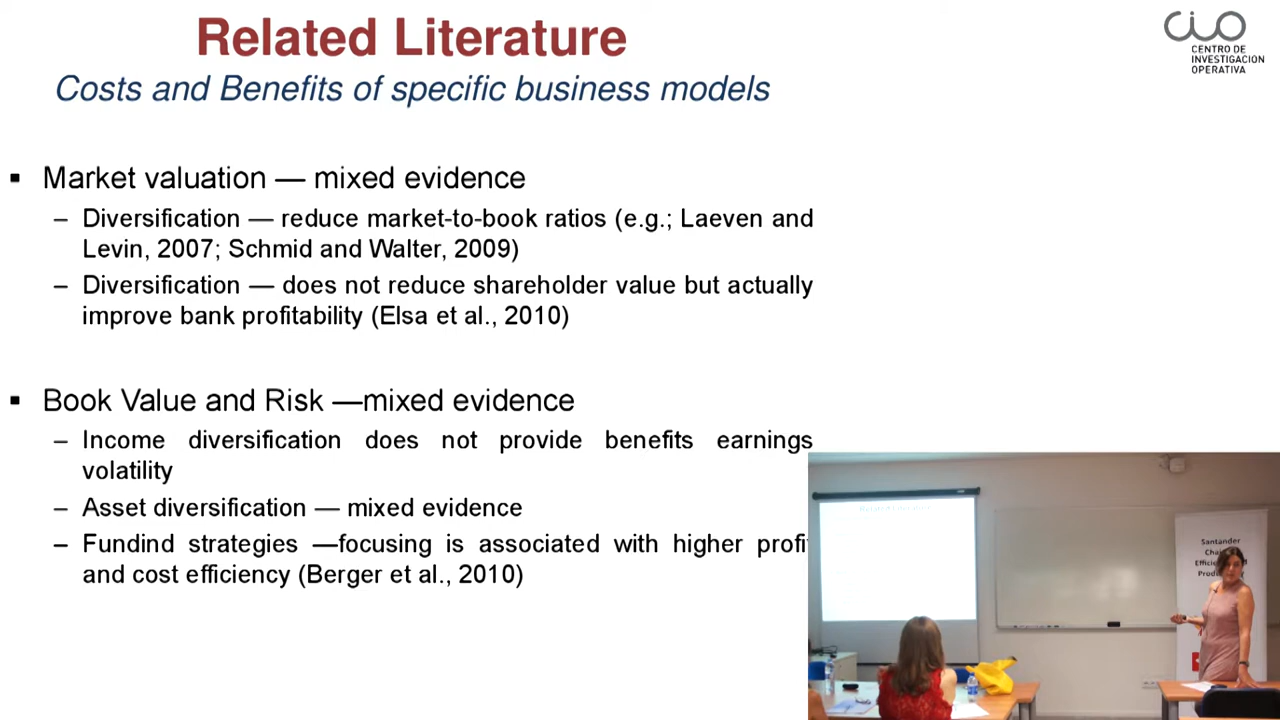 Related Literature
Costs and Benefits of specific business models
CIO
CENTRO DE
INVESTIGACION
OPERATIVA
▪ Market valuation — mixed evidence
– Diversification — reduce market-to-book ratios (e.g.; Laeven and
Levin, 2007; Schmid and Walter, 2009)
– Diversification — does not reduce shareholder value but actually
improve bank profitability (Elsa et al., 2010)
▪ Book Value and Risk —mixed evidence
– Income diversification does not provide benefits earnings
volatility
– Asset diversification — mixed evidence
– Fundind strategies —focusing is associated with higher profi
and cost efficiency (Berger et al., 2010)
Related Literature
Santander